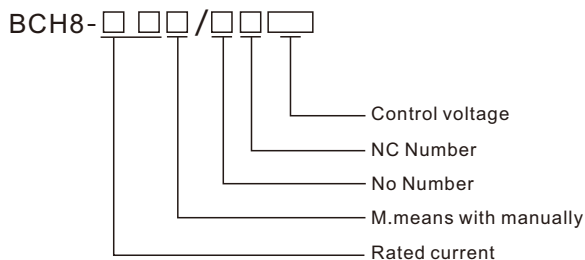 BCH8-□ □□/□□□
Control voltage
NC Number
No Number
M.means with manually
Rated current